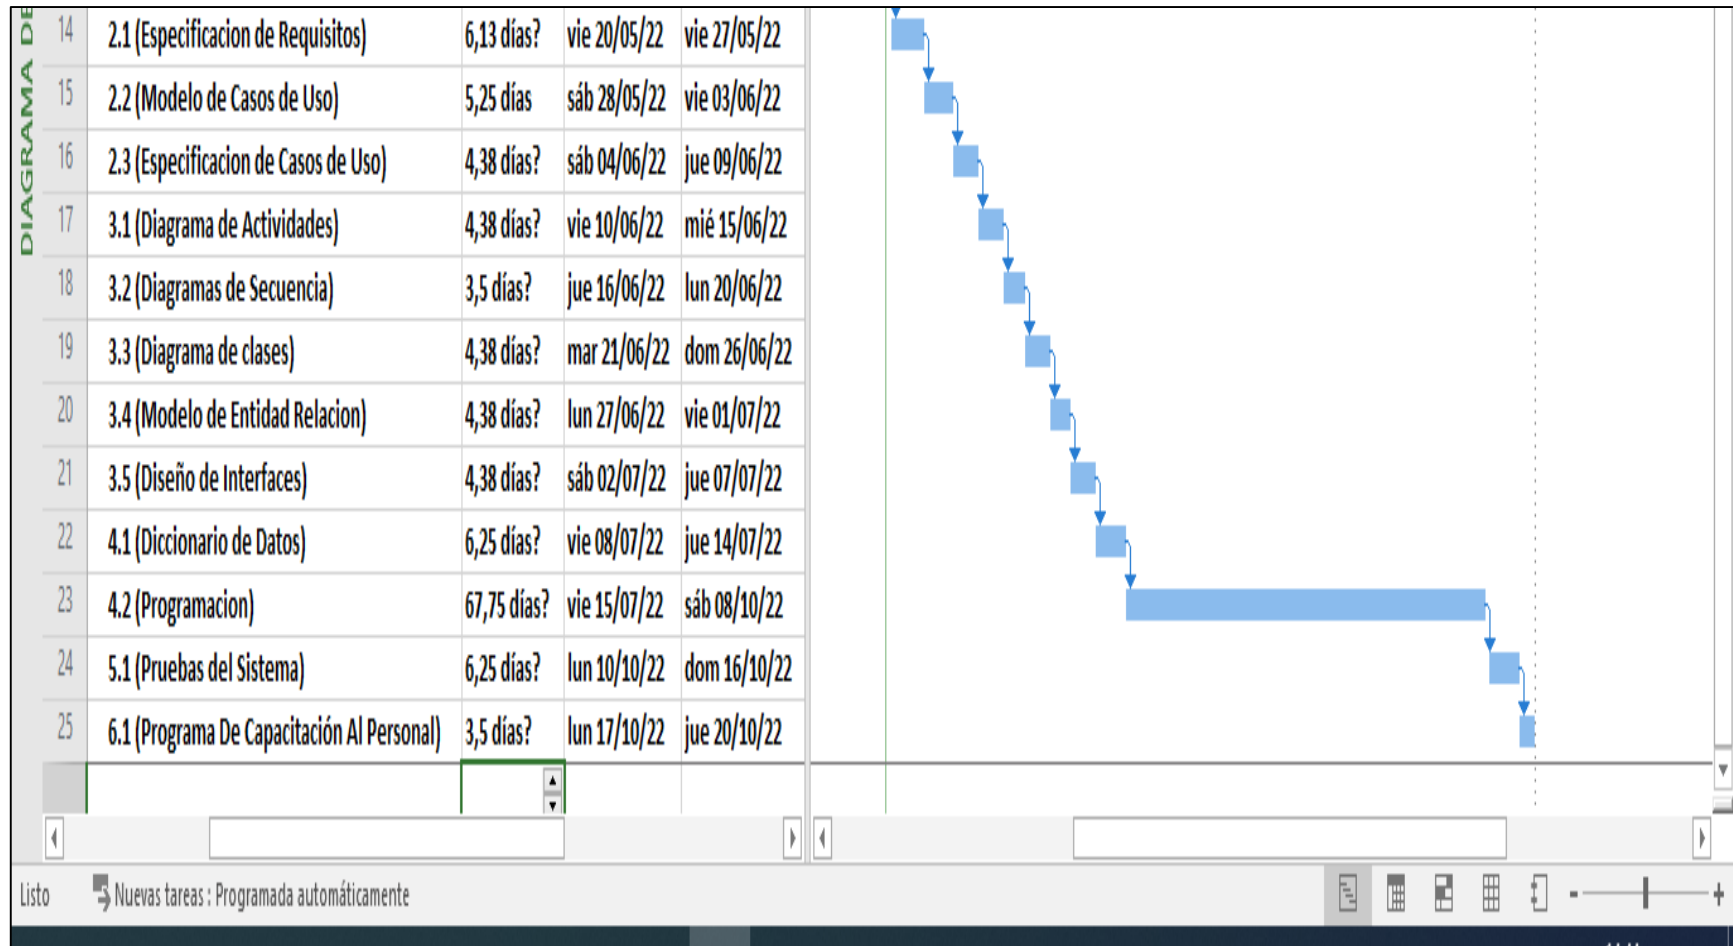 DIAGRAMA DE
14 2.1 (Especificacion de Requisitos) 6,13 días? vie 20/05/22 vie 27/05/22
15 2.2 (Modelo de Casos de Uso) 5,25 días sáb 28/05/22 vie 03/06/22
16 2.3 (Especificacion de Casos de Uso) 4,38 días? sáb 04/06/22 jue 09/06/22
17 3.1 (Diagrama de Actividades) 4,38 días? vie 10/06/22 mié 15/06/22
18 3.2 (Diagramas de Secuencia) 3,5 días? jue 16/06/22 lun 20/06/22
19 3.3 (Diagrama de clases) 4,38 días? mar 21/06/22 dom 26/06/22
20 3.4 (Modelo de Entidad Relacion) 4,38 días? lun 27/06/22 vie 01/07/22
21 3.5 (Diseño de Interfaces) 4,38 días? sáb 02/07/22 jue 07/07/22
22 4.1 (Diccionario de Datos) 6,25 días? vie 08/07/22 jue 14/07/22
23 4.2 (Programacion) 67,75 días? vie 15/07/22 sáb 08/10/22
24 5.1 (Pruebas del Sistema) 6,25 días? lun 10/10/22 dom 16/10/22
25 6.1 (Programa De Capacitación Al Personal) 3,5 días? lun 17/10/22 jue 20/10/22
Listo Nuevas tareas : Programada automáticamente